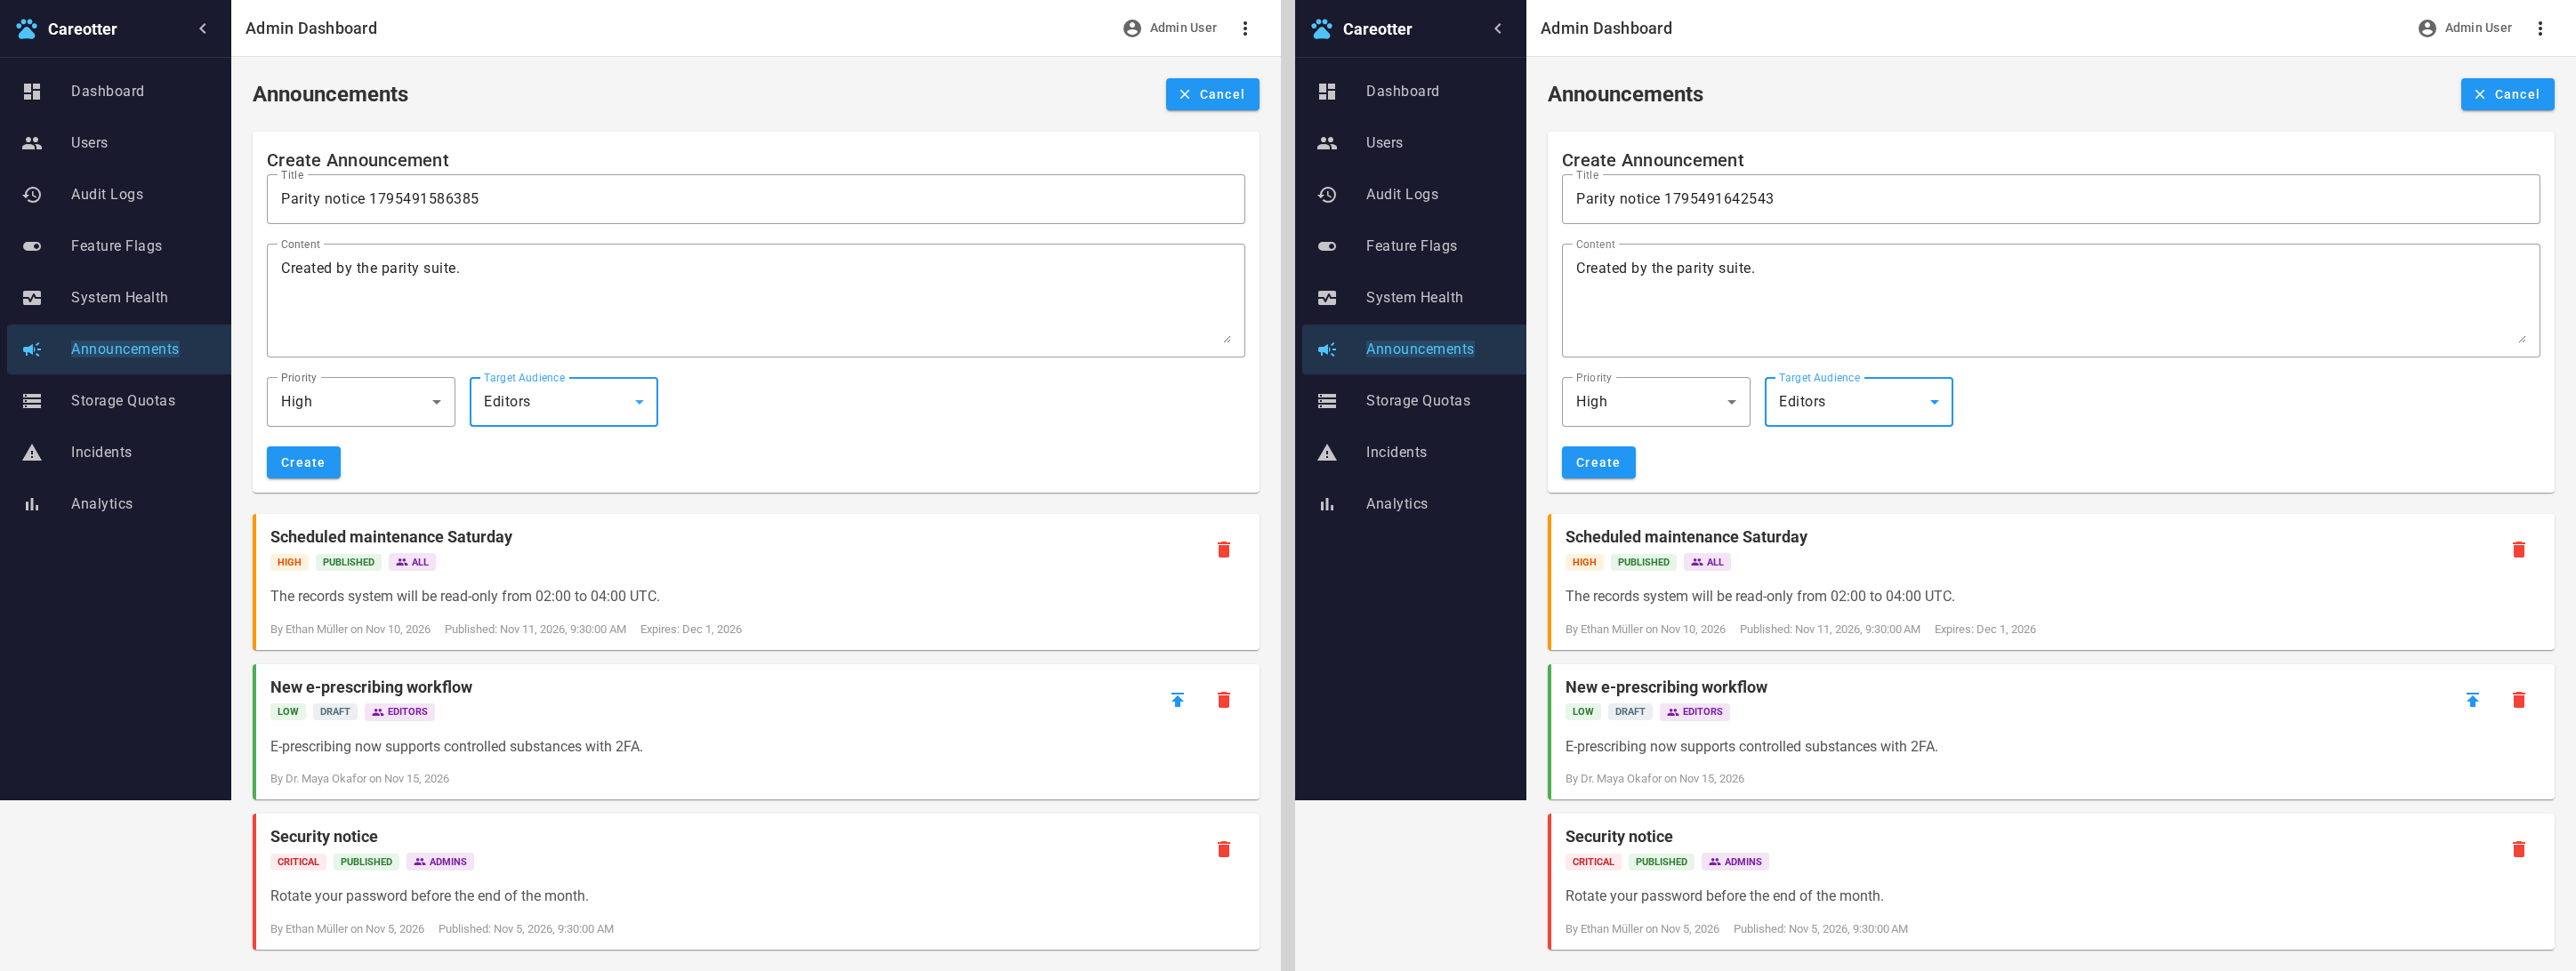 Careotter
Dashboard
Users
Audit Logs
Feature Flags
System Health
Announcements
Storage Quotas
Incidents
Analytics
Admin Dashboard
Admin User
Announcements
Cancel
Create Announcement
Title
Parity notice 1795491586385
Content
Created by the parity suite.
Priority
High
Target Audience
Editors
Create
Scheduled maintenance Saturday
HIGH PUBLISHED ALL
The records system will be read-only from 02:00 to 04:00 UTC.
By Ethan Müller on Nov 10, 2026 Published: Nov 11, 2026, 9:30:00 AM Expires: Dec 1, 2026
New e-prescribing workflow
LOW DRAFT EDITORS
E-prescribing now supports controlled substances with 2FA.
By Dr. Maya Okafor on Nov 15, 2026
Security notice
CRITICAL PUBLISHED ADMINS
Rotate your password before the end of the month.
By Ethan Müller on Nov 5, 2026 Published: Nov 5, 2026, 9:30:00 AM
Careotter
Dashboard
Users
Audit Logs
Feature Flags
System Health
Announcements
Storage Quotas
Incidents
Analytics
Admin Dashboard
Admin User
Announcements
Cancel
Create Announcement
Title
Parity notice 1795491642543
Content
Created by the parity suite.
Priority
High
Target Audience
Editors
Create
Scheduled maintenance Saturday
HIGH PUBLISHED ALL
The records system will be read-only from 02:00 to 04:00 UTC.
By Ethan Müller on Nov 10, 2026 Published: Nov 11, 2026, 9:30:00 AM Expires: Dec 1, 2026
New e-prescribing workflow
LOW DRAFT EDITORS
E-prescribing now supports controlled substances with 2FA.
By Dr. Maya Okafor on Nov 15, 2026
Security notice
CRITICAL PUBLISHED ADMINS
Rotate your password before the end of the month.
By Ethan Müller on Nov 5, 2026 Published: Nov 5, 2026, 9:30:00 AM